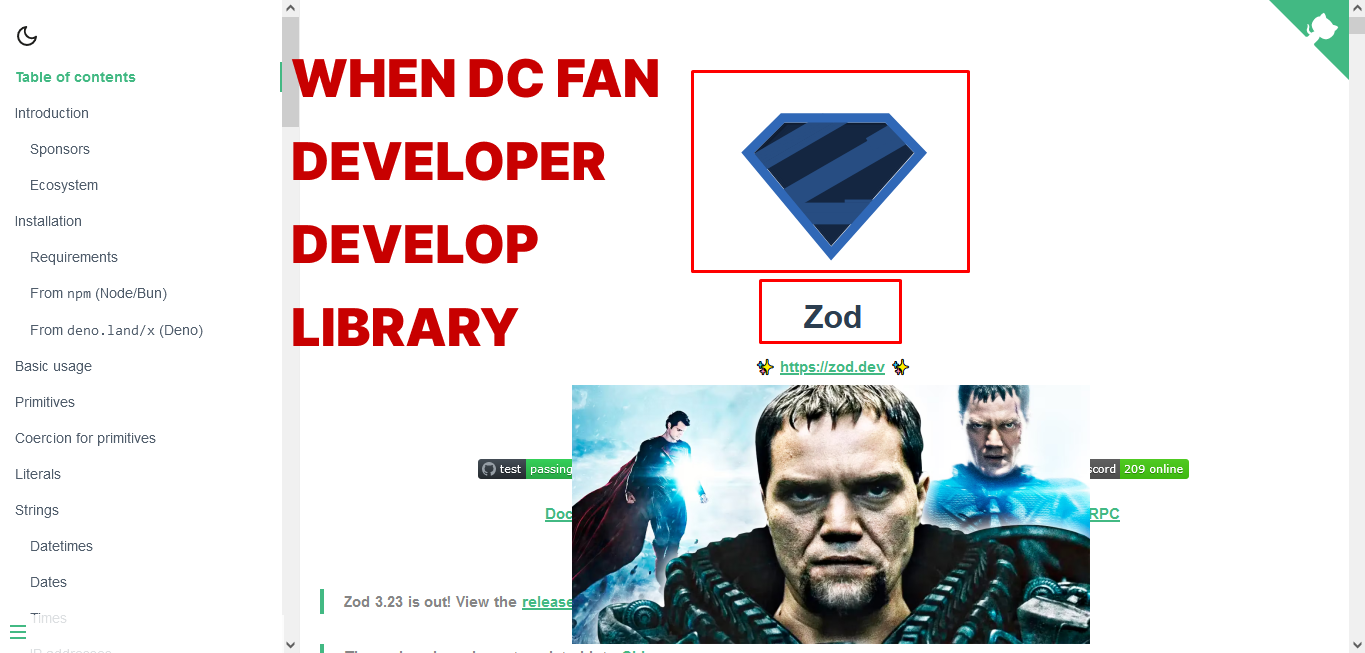 Table of contents
Introduction
Sponsors
Ecosystem
Installation
Requirements
From npm (Node/Bun)
From deno.land/x (Deno)
Basic usage
Primitives
Coercion for primitives
Literals
Strings
Datetimes
Dates
Times
IP addresses
WHEN DC FAN
DEVELOPER
DEVELOP
LIBRARY
Zod
https://zod.dev
test passing
scord 209 online
Doc
RPC
Zod 3.23 is out! View the release